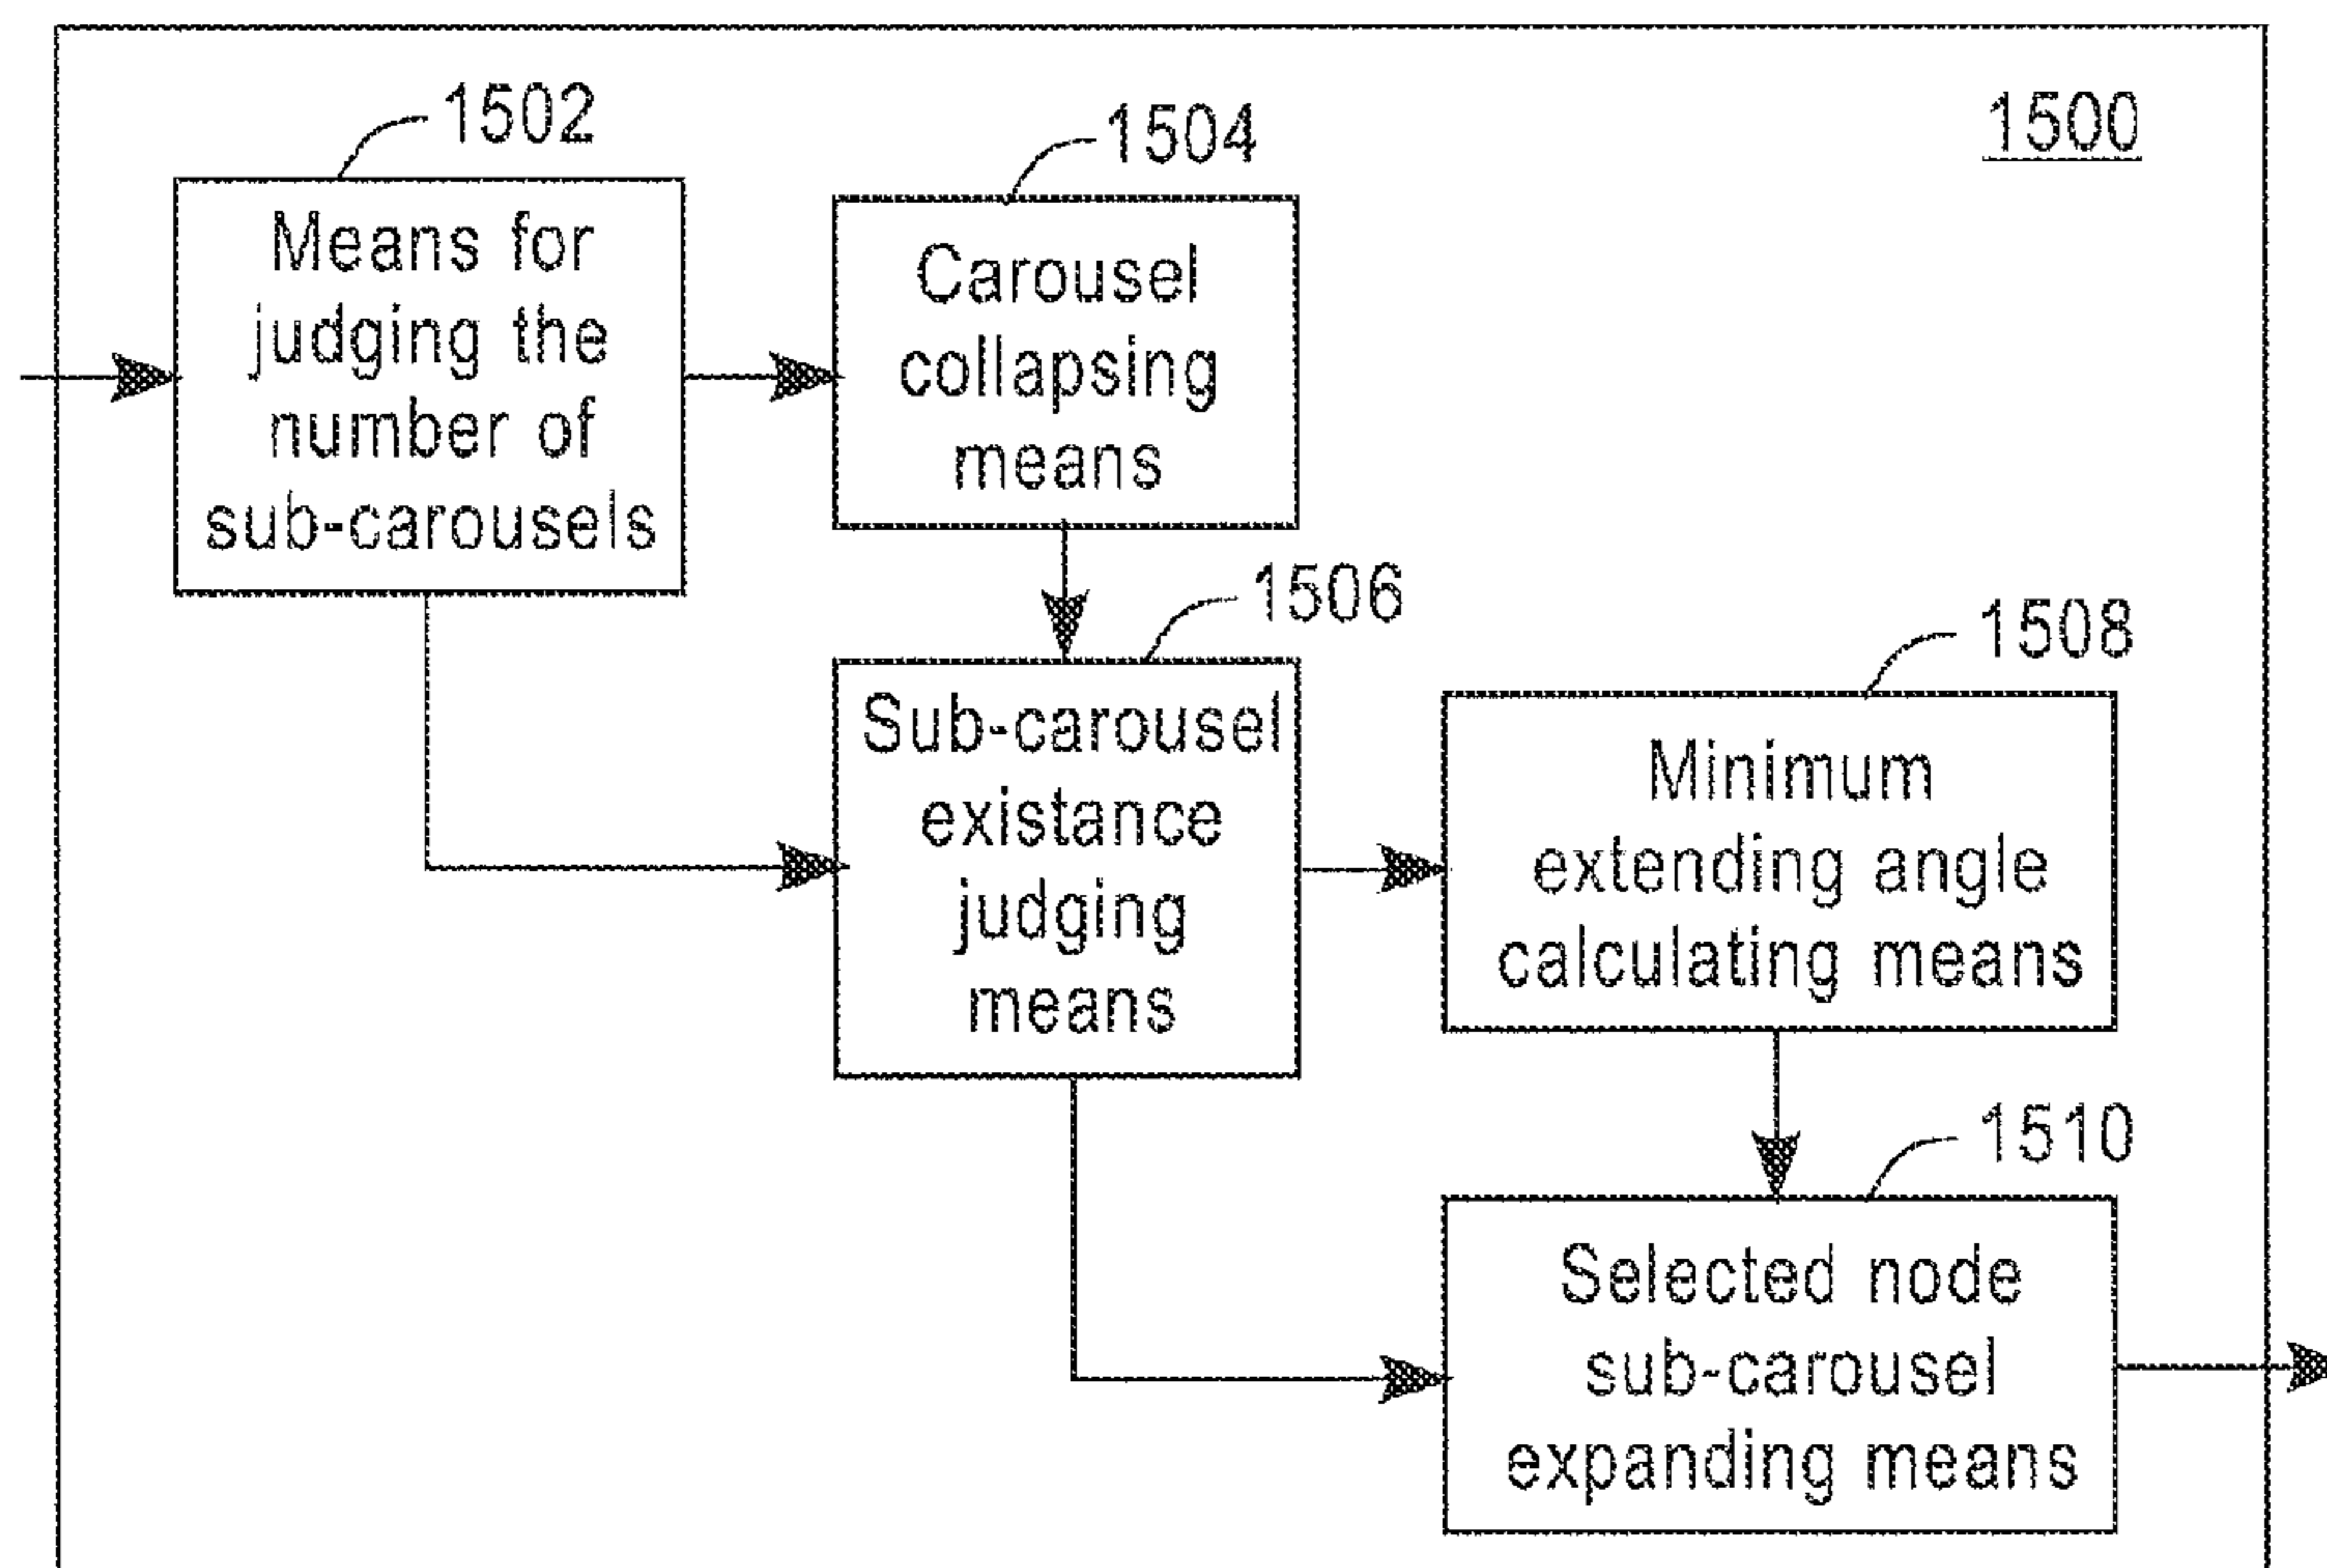 1500
1502
Means for
judging the
number of
sub-carousels
1504
Carousel
collapsing
means
1506
Sub-carousel
existance
judging
means
1508
Minimum
extending angle
calculating means
1510
Selected node
sub-carousel
expanding means